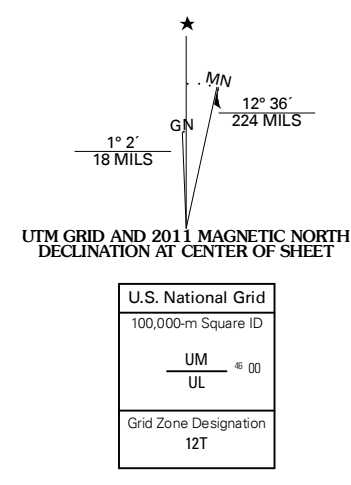 ★
MN
GN
12° 36´
224 MILS
1° 2´
18 MILS
UTM GRID AND 2011 MAGNETIC NORTH
DECLINATION AT CENTER OF SHEET
U.S. National Grid
100,000-m Square ID
UM
UL
46 00
Grid Zone Designation
12T